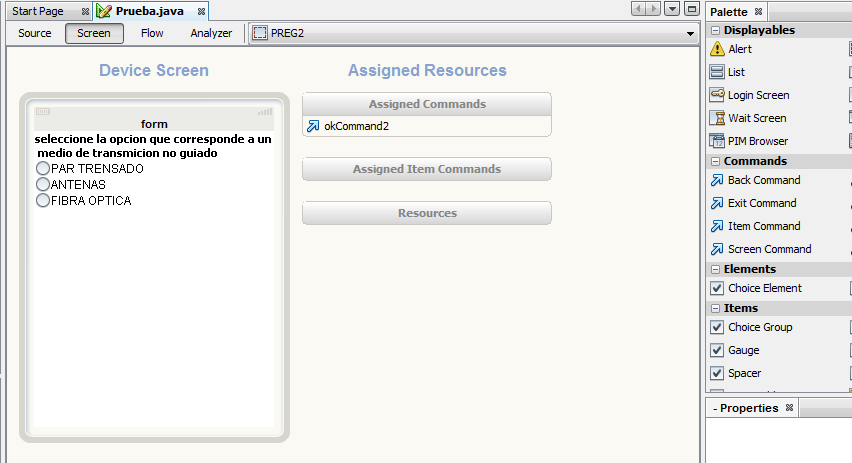 Start Page
Prueba.java
Source Screen Flow Analyzer PREG2
Device Screen
form
seleccione la opcion que corresponde a un
medio de transmicion no guiado
PAR TRENSADO
ANTENAS
FIBRA OPTICA
Assigned Resources
Assigned Commands
okCommand2
Assigned Item Commands
Resources
Palette
Displayables
Alert
List
Login Screen
Wait Screen
PIM Browser
Commands
Back Command
Exit Command
Item Command
Screen Command
Elements
Choice Element
Items
Choice Group
Gauge
Spacer
- Properties